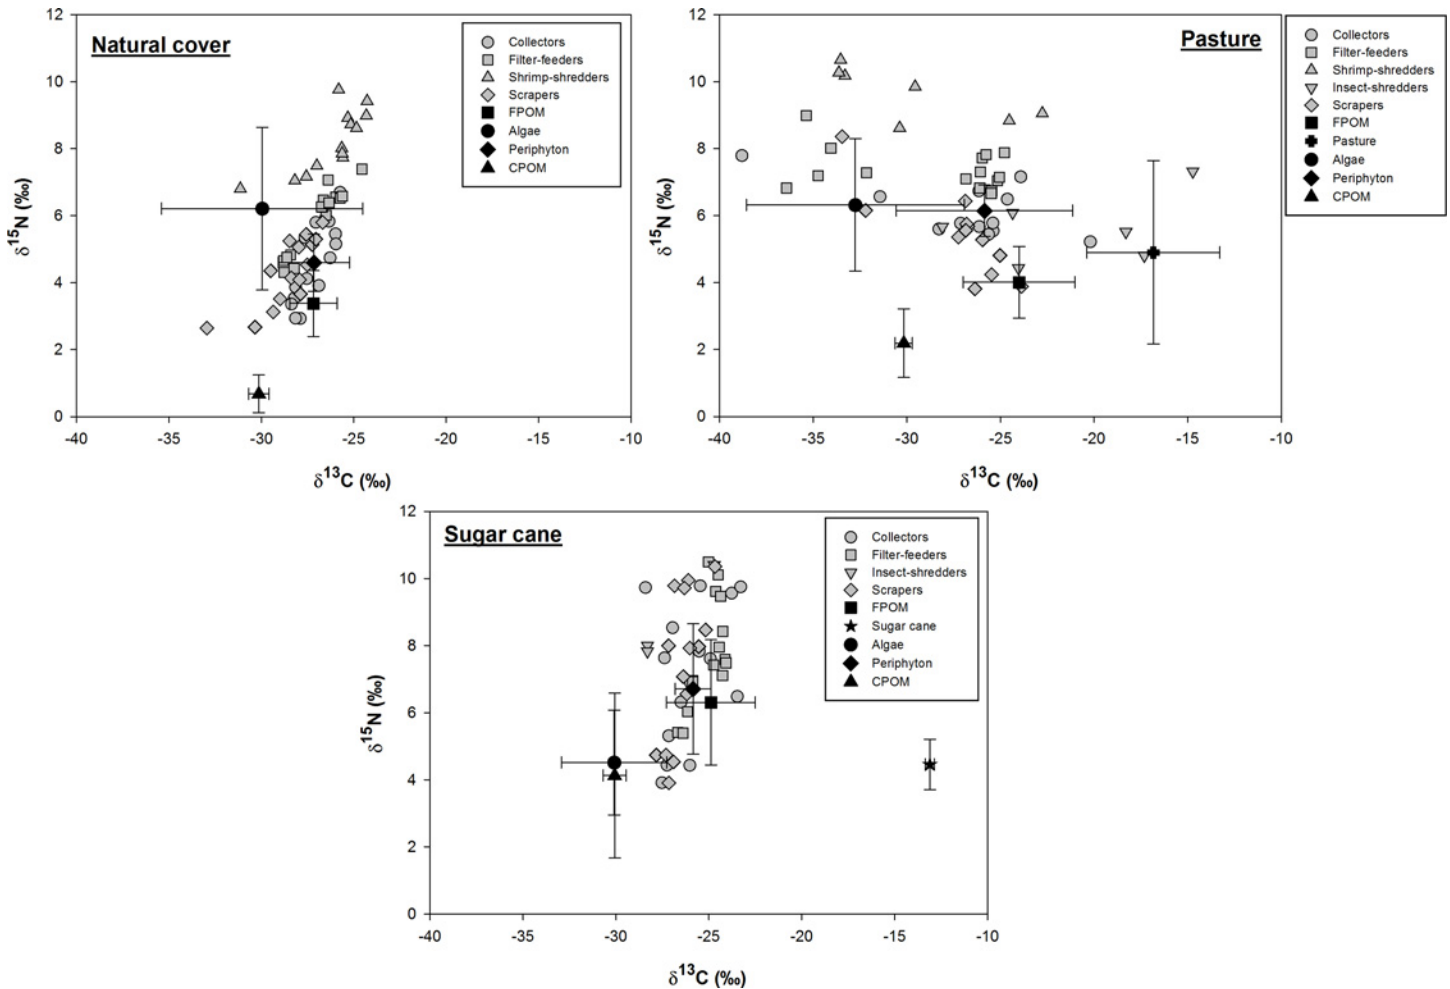 Natural cover
Collectors
Filter-feeders
Shrimp-shredders
Scrapers
FPOM
Algae
Periphyton
CPOM
12
10
8
6
4
2
0
δ15N (‰)
-40 -35 -30 -25 -20 -15 -10
δ13C (‰)
Pasture
Collectors
Filter-feeders
Shrimp-shredders
Insect-shredders
Scrapers
FPOM
Pasture
Algae
Periphyton
CPOM
12
10
8
6
4
2
0
δ15N (‰)
-40 -35 -30 -25 -20 -15 -10
δ13C (‰)
Sugar cane
Collectors
Filter-feeders
Insect-shredders
Scrapers
FPOM
Sugar cane
Algae
Periphyton
CPOM
12
10
8
6
4
2
0
δ15N (‰)
-40 -35 -30 -25 -20 -15 -10
δ13C (‰)